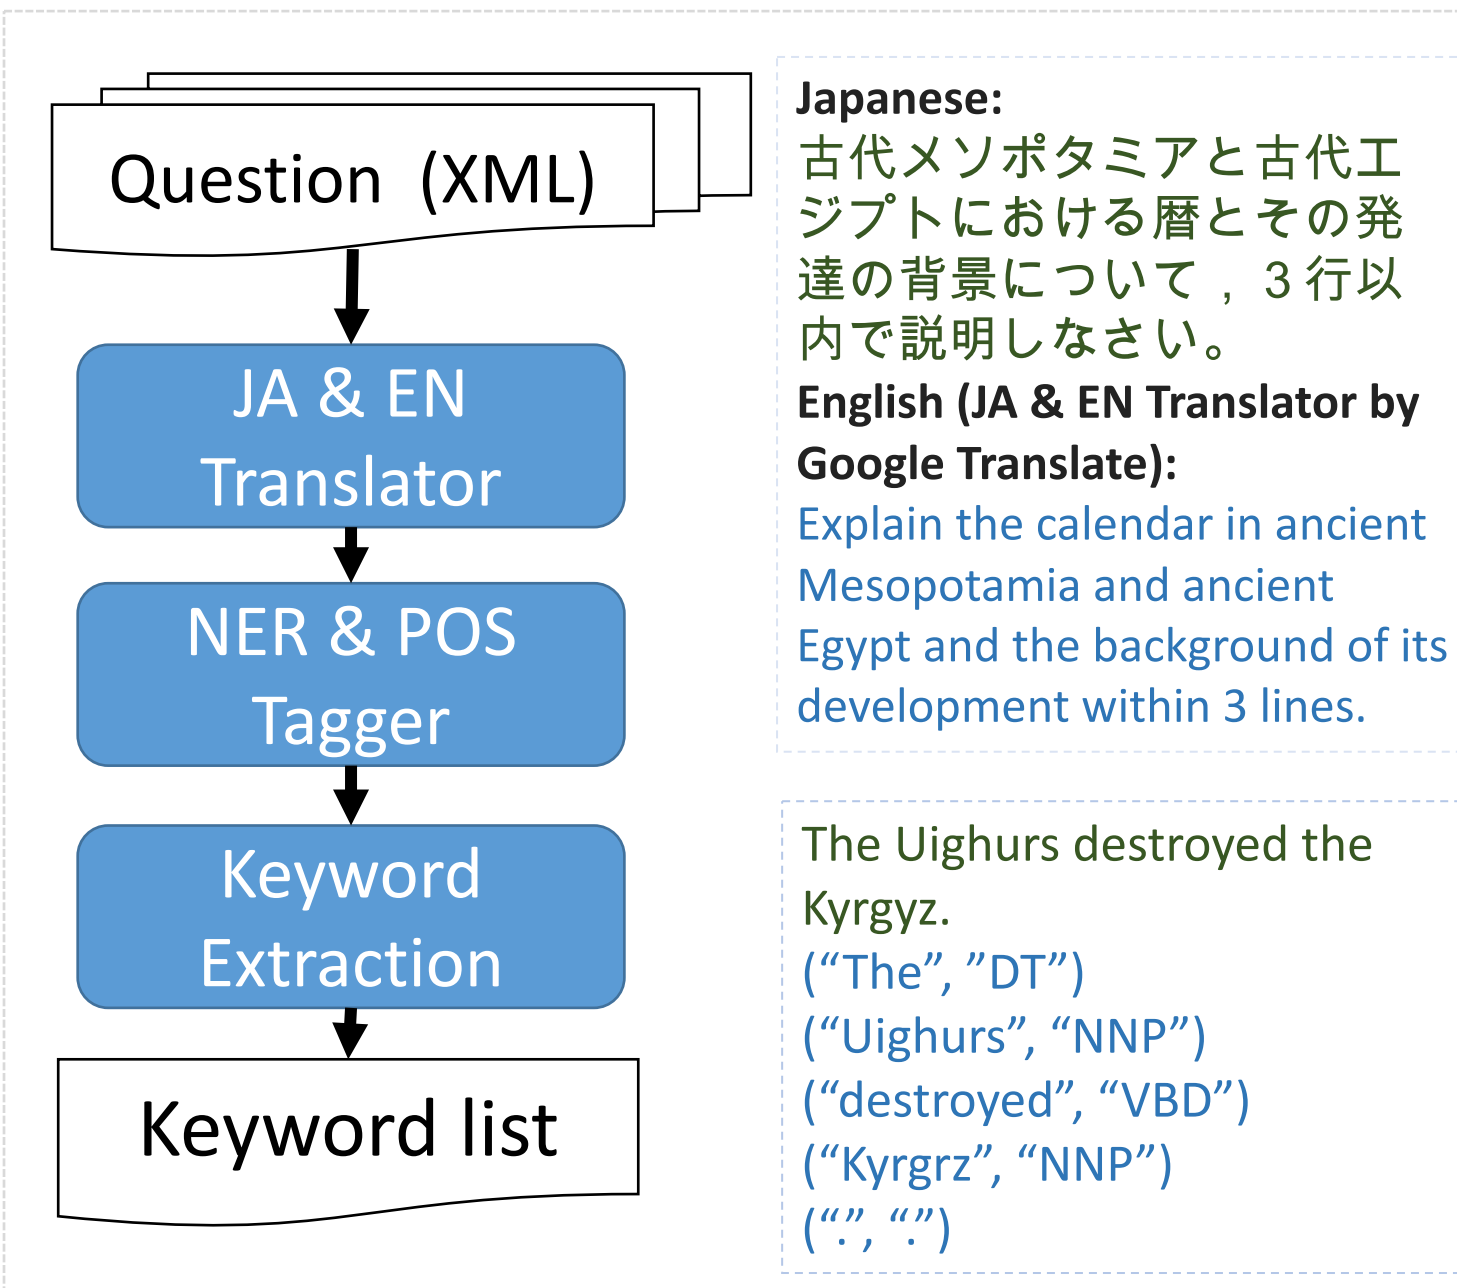 Question (XML)
JA & EN
Translator
NER & POS
Tagger
Keyword
Extraction
Keyword list
Japanese:
古代メソポタミアと古代エ
ジプトにおける暦とその発
達の背景について，３行以
内で説明しなさい。
English (JA & EN Translator by
Google Translate):
Explain the calendar in ancient
Mesopotamia and ancient
Egypt and the background of its
development within 3 lines.
The Uighurs destroyed the
Kyrgyz.
(“The”, ”DT”)
(“Uighurs”, “NNP”)
(“destroyed”, “VBD”)
(“Kyrgrz”, “NNP”)
(“.”, “.”)